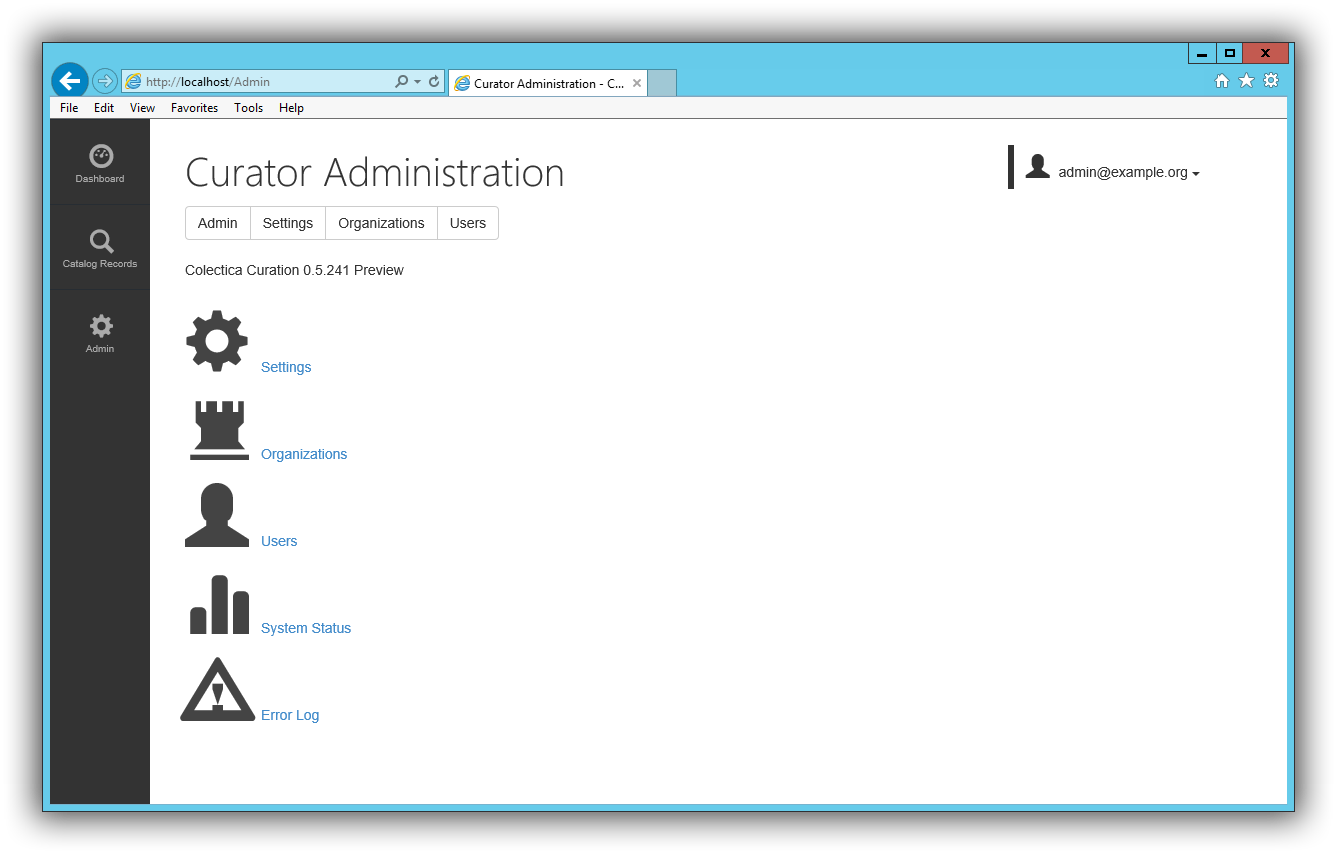 http://localhost/Admin
Curator Administration - C...
File Edit View Favorites Tools Help
Dashboard
Catalog Records
Admin
Curator Administration
admin@example.org
Admin Settings Organizations Users
Colectica Curation 0.5.241 Preview
Settings
Organizations
Users
System Status
Error Log